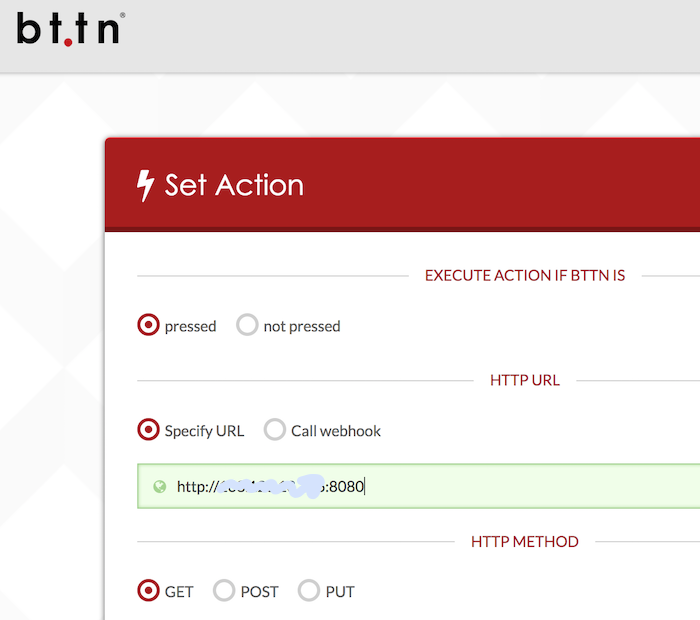 bt.tn®
Set Action
EXECUTE ACTION IF BTTN IS
pressed not pressed
HTTP URL
Specify URL Call webhook
http:// :8080
HTTP METHOD
GET POST PUT